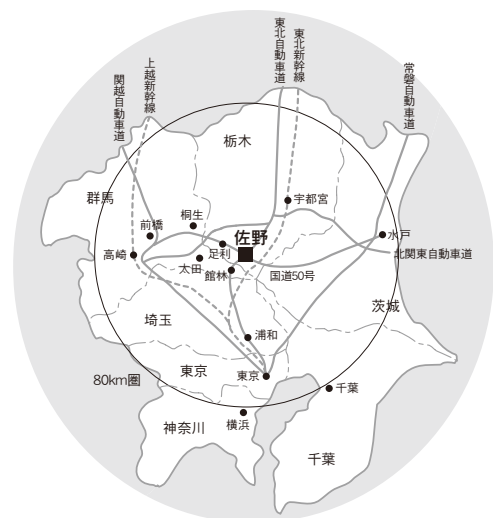 東北自動車道
東北新幹線
上越新幹線
関越自動車道
常磐自動車道
栃木
群馬
宇都宮
桐生
前橋
佐野
水戸
高崎
足利
北関東自動車道
太田
館林
国道50号
茨城
埼玉
浦和
東京
東京
80km圏
千葉
横浜
神奈川
千葉